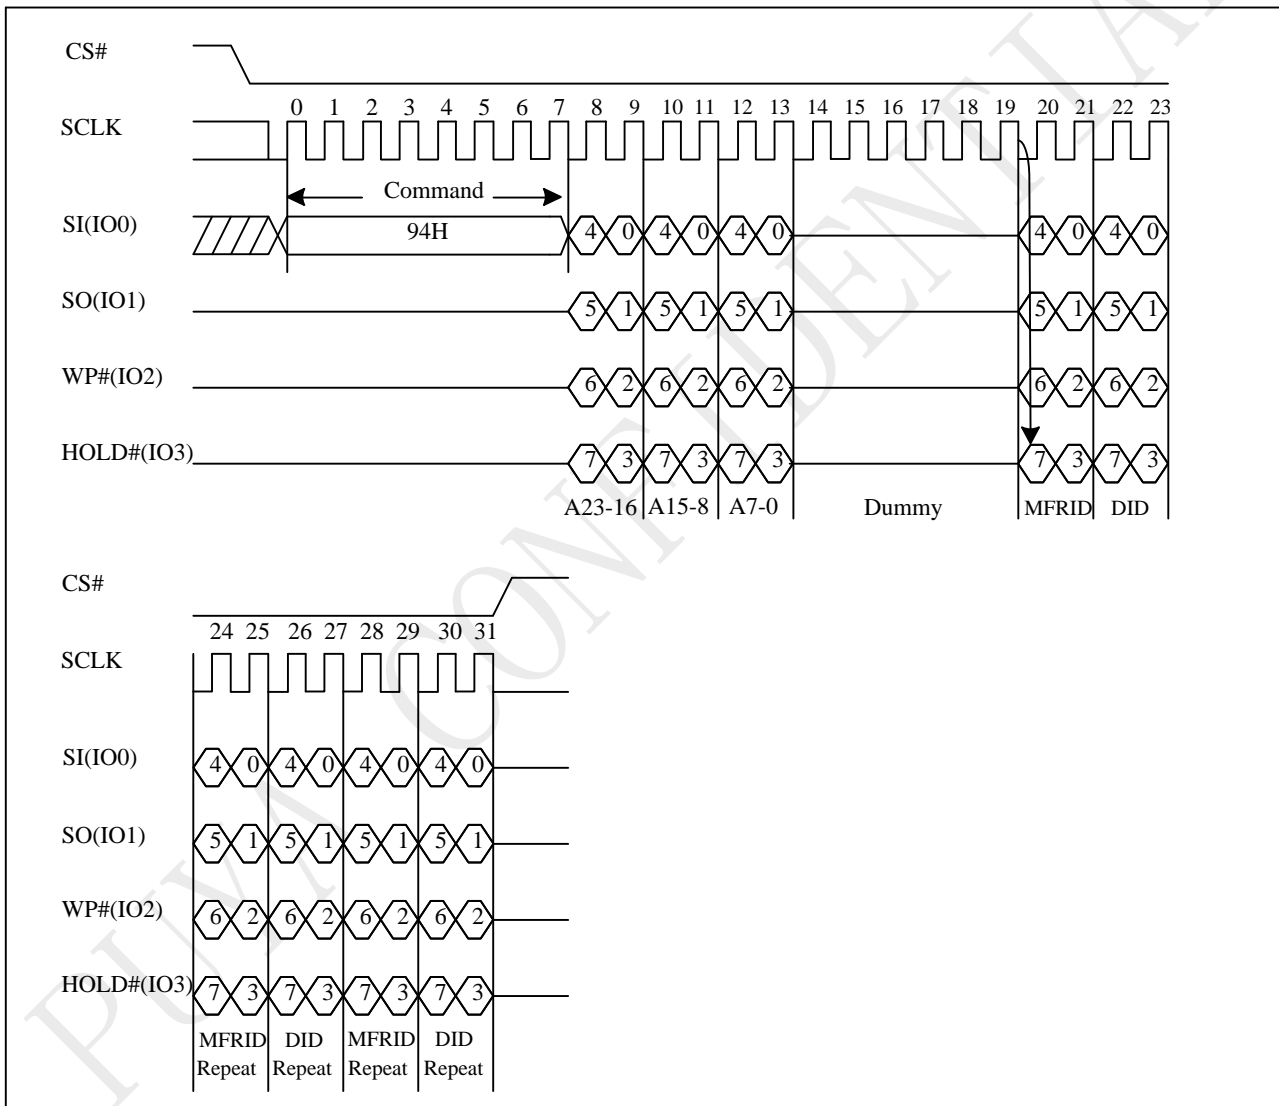 CS#
0 1 2 3 4 5 6 7 8 9 10 11 12 13 14 15 16 17 18 19 20 21 22 23
SCLK
Command
SI(IO0) 94H 4 0 4 0 4 0 4 0 4 0
SO(IO1) 5 1 5 1 5 1 5 1 5 1
WP#(IO2) 6 2 6 2 6 2 6 2 6 2
HOLD#(IO3) 7 3 7 3 7 3 7 3 7 3
A23-16 A15-8 A7-0 Dummy MFRID DID
CS#
24 25 26 27 28 29 30 31
SCLK
SI(IO0) 4 0 4 0 4 0 4 0
SO(IO1) 5 1 5 1 5 1 5 1
WP#(IO2) 6 2 6 2 6 2 6 2
HOLD#(IO3) 7 3 7 3 7 3 7 3
MFRID DID MFRID DID
Repeat Repeat Repeat Repeat
PUYA CONFIDENTIAL